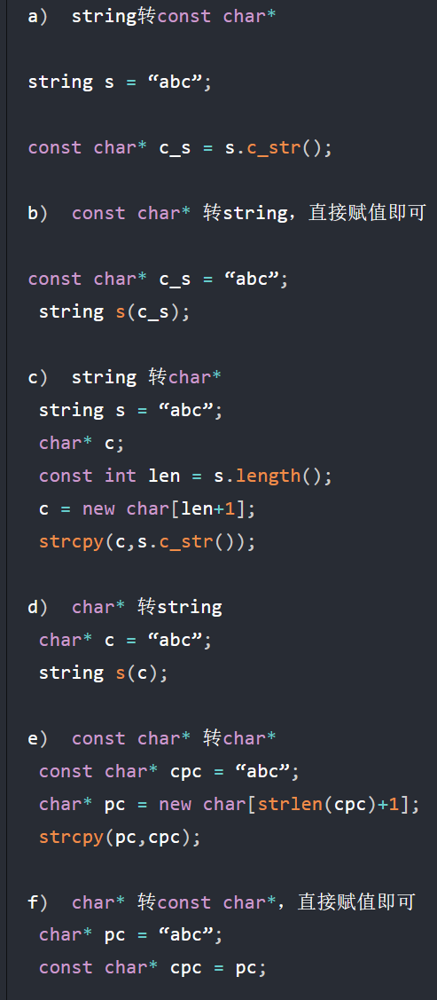 a)  string转const char*
string s = “abc”;
const char* c_s = s.c_str();
b)  const char* 转string，直接赋值即可
const char* c_s = “abc”;
string s(c_s);
c)  string 转char*
string s = “abc”;
char* c;
const int len = s.length();
c = new char[len+1];
strcpy(c,s.c_str());
d)  char* 转string
char* c = “abc”;
string s(c);
e)  const char* 转char*
const char* cpc = “abc”;
char* pc = new char[strlen(cpc)+1];
strcpy(pc,cpc);
f)  char* 转const char*，直接赋值即可
char* pc = “abc”;
const char* cpc = pc;